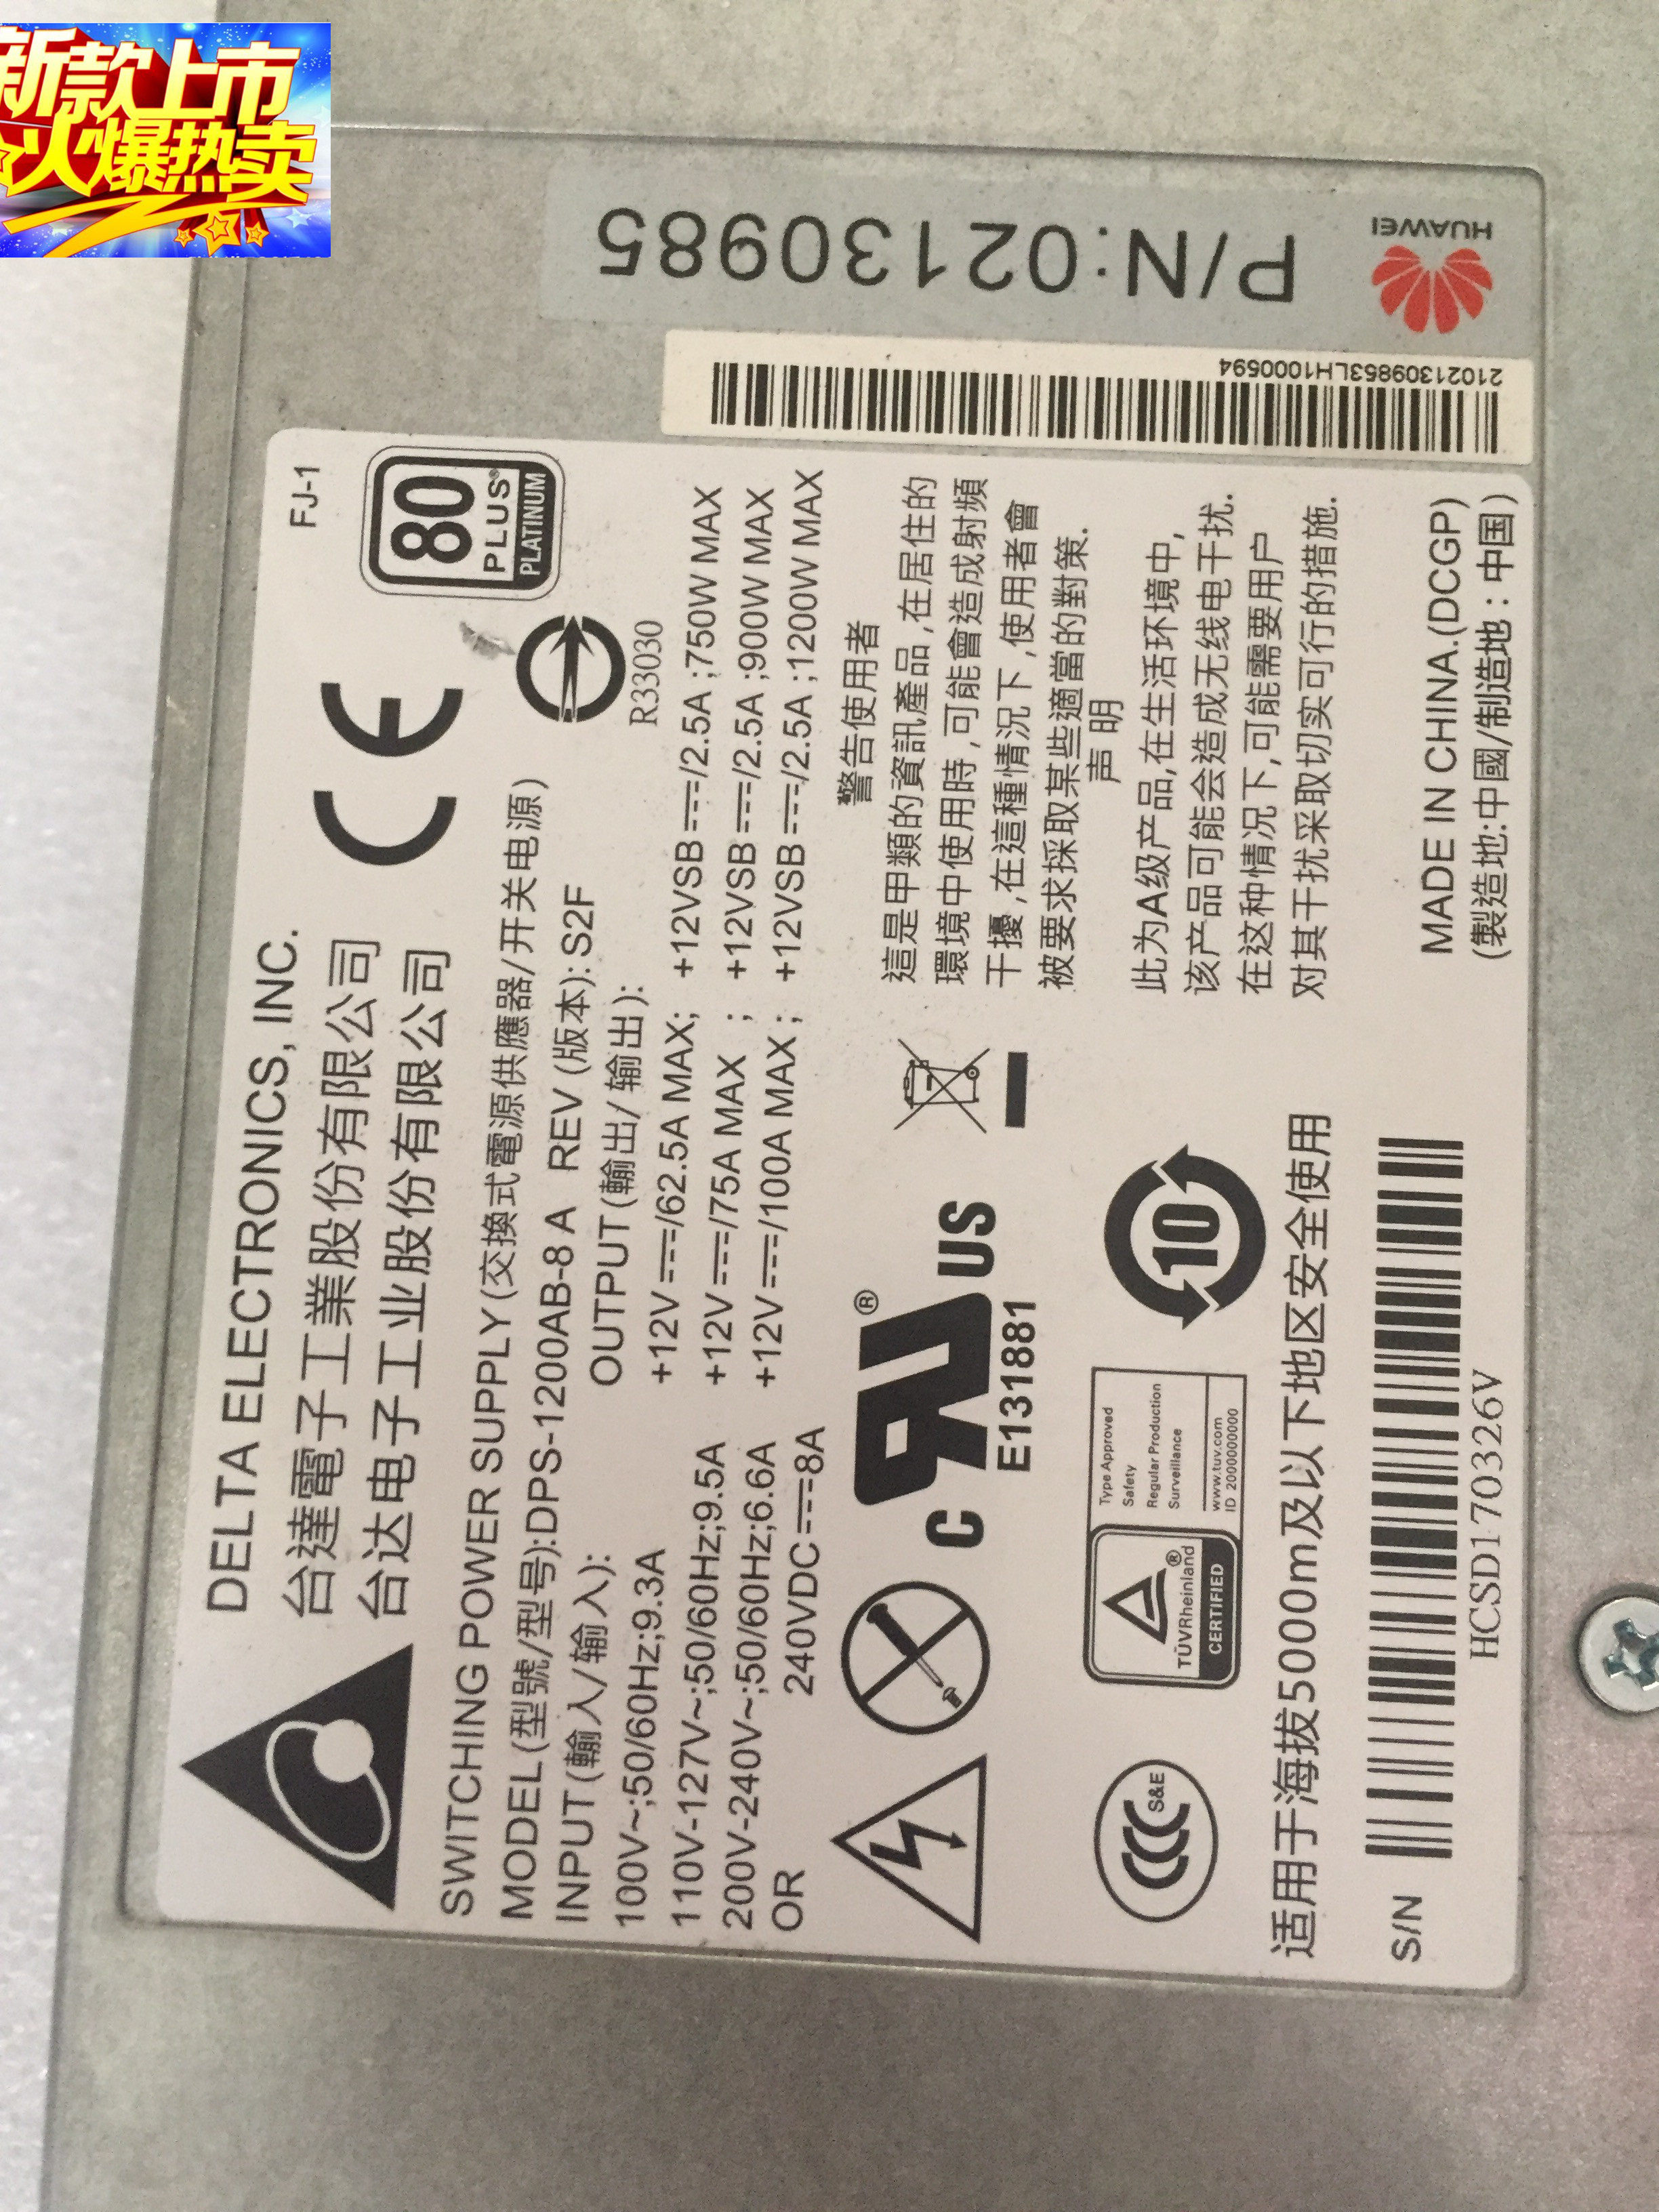 新款上市
火爆热卖
HUAWEI
P/N:02130985
21021309853LH1000594
FJ-1
DELTA ELECTRONICS, INC.
台達電子工業股份有限公司
台达电子工业股份有限公司
80
PLUS®
PLATINUM
SWITCHING POWER SUPPLY (交換式電源供應器/开关电源)
MODEL (型號/型号):DPS-1200AB-8 A REV (版本): S2F
R33030
INPUT (輸入/输入):
100V~;50/60Hz;9.3A
110V-127V~;50/60Hz;9.5A
200V-240V~;50/60Hz;6.6A
OR 240VDC⎓8A
OUTPUT (輸出/输出):
+12V⎓/62.5A MAX; +12VSB⎓/2.5A ;750W MAX
+12V⎓/75A MAX ; +12VSB⎓/2.5A ;900W MAX
+12V⎓/100A MAX ; +12VSB⎓/2.5A ;1200W MAX
C US
®
E131881
警告使用者
這是甲類的資訊產品,在居住的
環境中使用時,可能會造成射頻
干擾,在這種情況下,使用者會
被要求採取某些適當的對策.
声 明
此为A级产品,在生活环境中,
该产品可能会造成无线电干扰.
在这种情况下,可能需要用户
对其干扰采取切实可行的措施.
CCC S&E
TÜVRheinland®
CERTIFIED
Type Approved
Safety
Regular Production
Surveillance
www.tuv.com
ID 2000000000
10
适用于海拔5000m及以下地区安全使用
S/N
HCSD170326V
MADE IN CHINA.(DCGP)
(製造地:中國/制造地:中国)